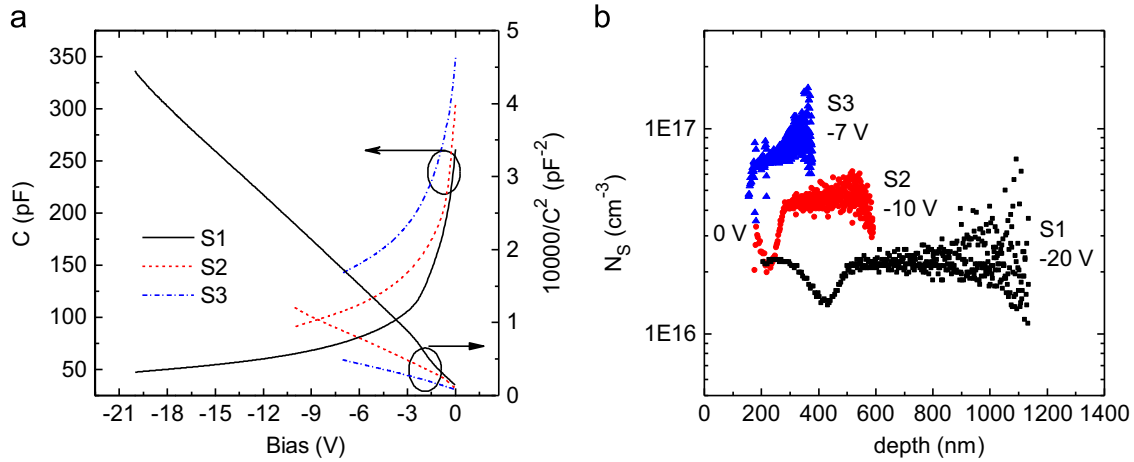 a
C (pF)
350
300
250
200
150
100
50
S1
S2
S3
-21 -18 -15 -12 -9 -6 -3 0
Bias (V)
5
4
3
2
1
0
10000/C² (pF⁻²)
b
N_S (cm⁻³)
1E17
1E16
S3
-7 V
S2
-10 V
0 V
S1
-20 V
0 200 400 600 800 1000 1200 1400
depth (nm)